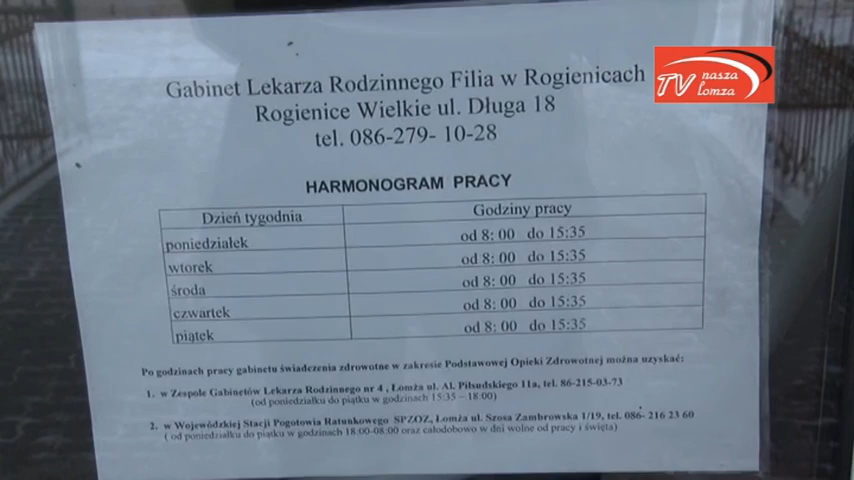 TV nasza Łomza
Gabinet Lekarza Rodzinnego Filia w Rogienicach
Rogienice Wielkie ul. Długa 18
tel. 086-279- 10-28
HARMONOGRAM PRACY
Dzień tygodnia Godziny pracy
poniedziałek od 8: 00 do 15:35
wtorek od 8: 00 do 15:35
środa od 8: 00 do 15:35
czwartek od 8: 00 do 15:35
piątek od 8: 00 do 15:35
Po godzinach pracy gabinetu świadczenia zdrowotne w zakresie Podstawowej Opieki Zdrowotnej można uzyskać:
1. w Zespole Gabinetów Lekarza Rodzinnego nr 4 , Łomża ul. Al. Piłsudskiego 11a, tel. 86-215-03-73
(od poniedziałku do piątku w godzinach 15:35 – 18:00)
2. w Wojewódzkiej Stacji Pogotowia Ratunkowego SPZOZ, Łomża ul. Szosa Zambrowska 1/19, tel. 086- 216 23 60
( od poniedziałku do piątku w godzinach 18:00-08:00 oraz całodobowo w dni wolne od pracy i święta)